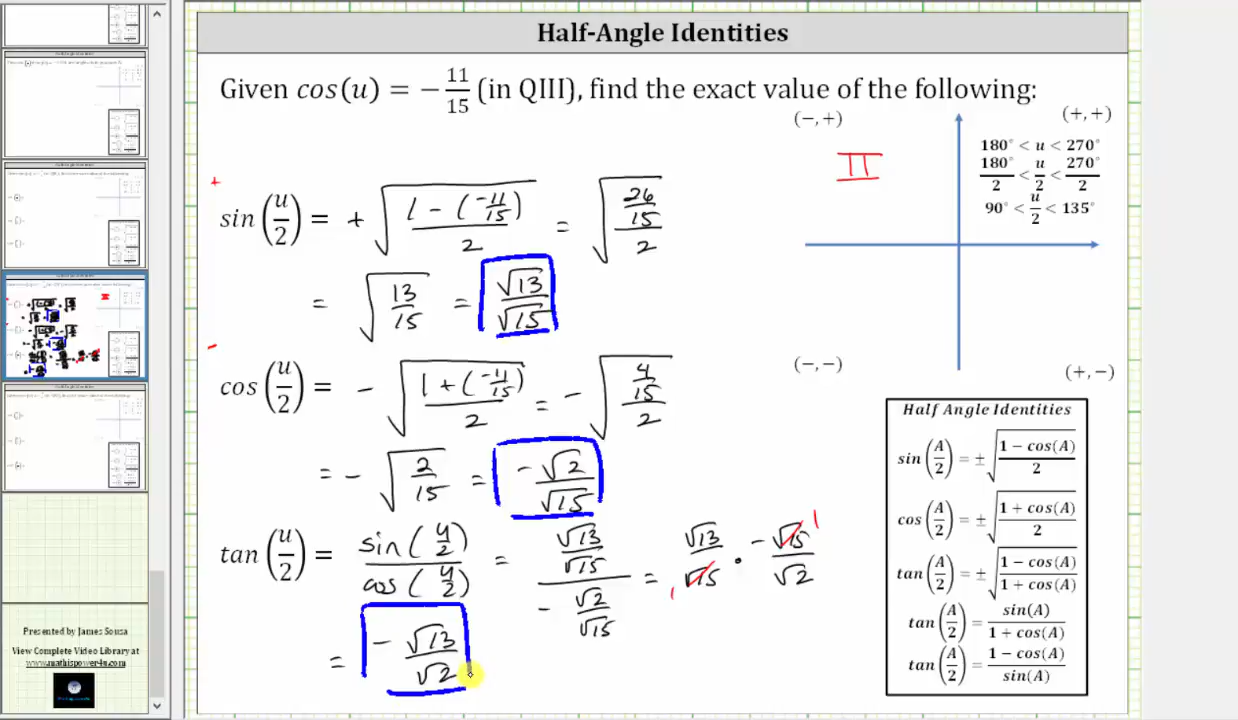 Half-Angle Identities
Given cos(u) = −11/15 (in QIII), find the exact value of the following:
(−, +)
(+, +)
II
180° < u < 270°
180°/2 < u/2 < 270°/2
90° < u/2 < 135°
+
sin(u/2) = +√((1 − (−11/15))/2) = √((26/15)/2)
= √(13/15) = √13/√15
−
cos(u/2) = −√((1 + (−11/15))/2) = −√((4/15)/2)
= −√(2/15) = −√2/√15
tan(u/2) = sin(u/2)/cos(u/2) = (√13/√15)/(−√2/√15) = √13/√15 · −√15/√2
1
1
= −√13/√2
(−, −)
(+, −)
Half Angle Identities
sin(A/2) = ±√((1 − cos(A))/2)
cos(A/2) = ±√((1 + cos(A))/2)
tan(A/2) = ±√((1 − cos(A))/(1 + cos(A)))
tan(A/2) = sin(A)/(1 + cos(A))
tan(A/2) = (1 − cos(A))/sin(A)
Presented by James Sousa
View Complete Video Library at
www.mathispower4u.com